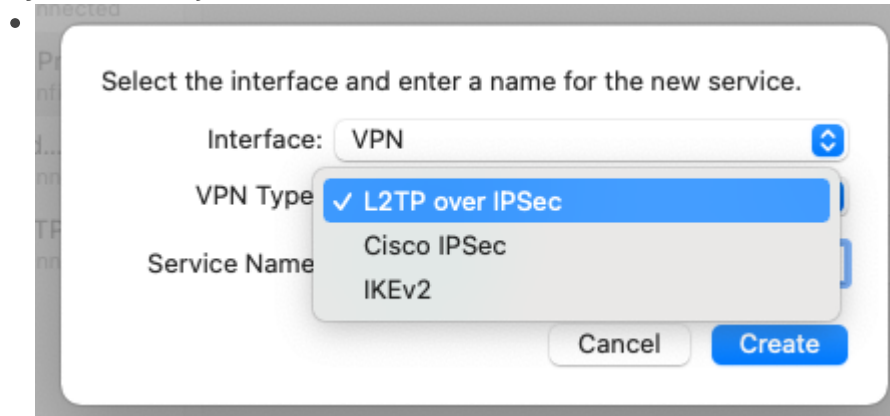 nnected
Select the interface and enter a name for the new service.
Interface: VPN
VPN Type
✓ L2TP over IPSec
Cisco IPSec
IKEv2
Service Name
Cancel
Create